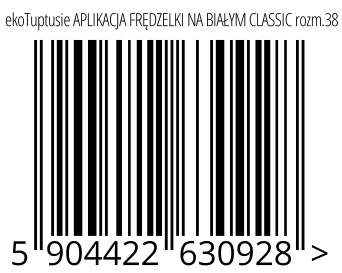 ekoTuptusie APLIKACJA FRĘDZELKI NA BIAŁYM CLASSIC rozm.38
5 904422 630928 >